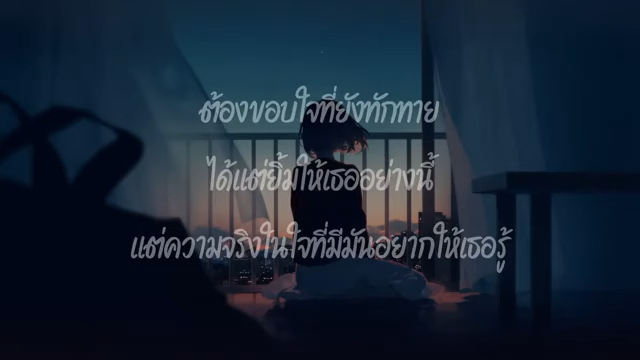 ต้องขอบใจที่ยังทักทาย
ได้แต่ยิ้มให้เธออย่างนี้
แต่ความจริงในใจที่มีมันอยากให้เธอรู้